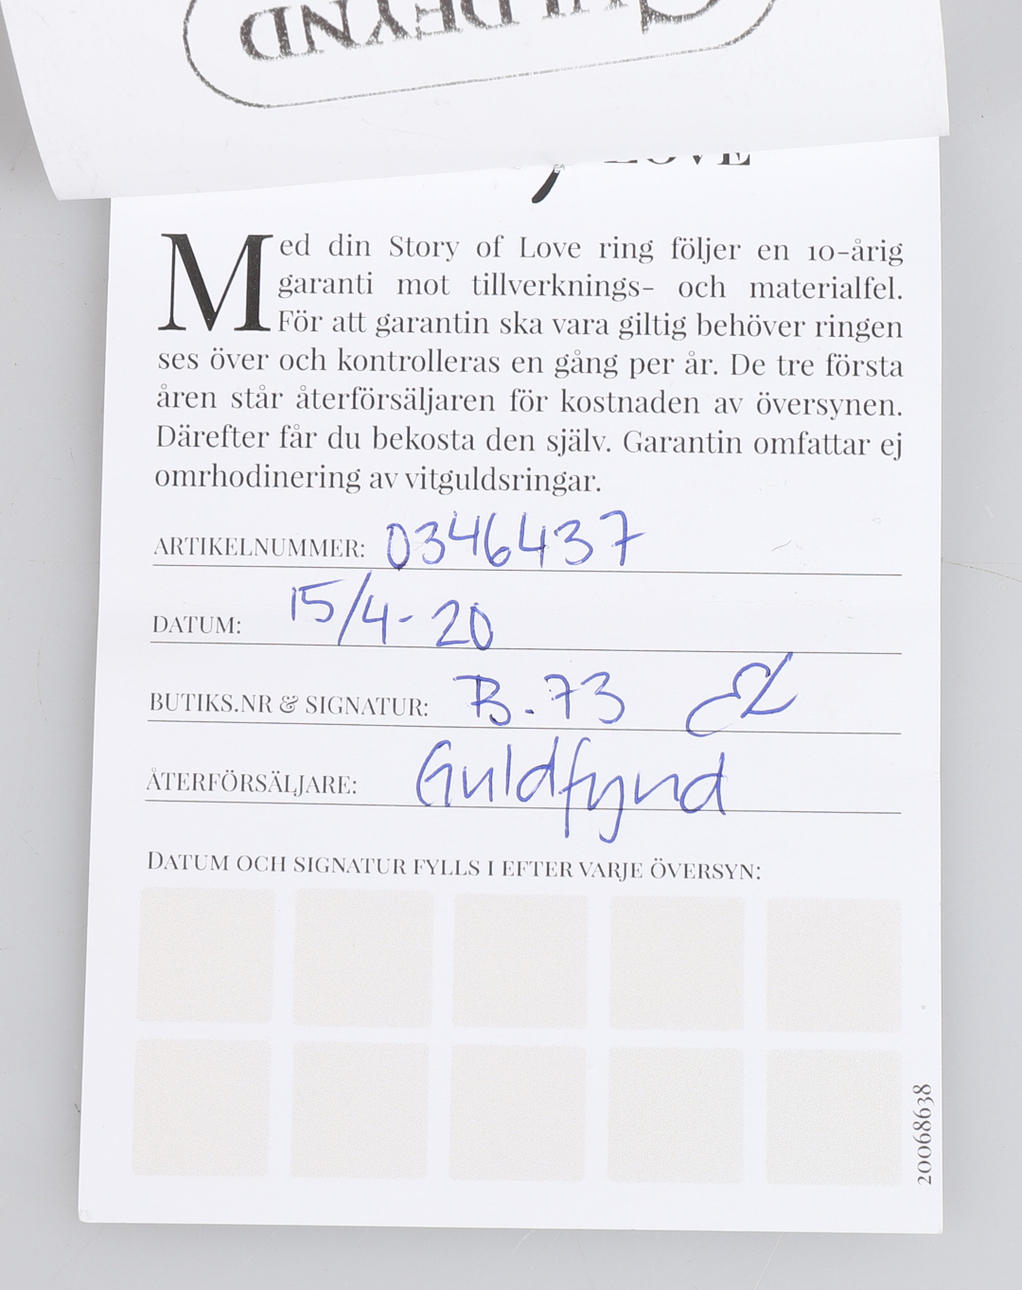 GULDFYND
LOVE
Med din Story of Love ring följer en 10-årig
garanti mot tillverknings- och materialfel.
För att garantin ska vara giltig behöver ringen
ses över och kontrolleras en gång per år. De tre första
åren står återförsäljaren för kostnaden av översynen.
Därefter får du bekosta den själv. Garantin omfattar ej
omrhodinering av vitguldsringar.
ARTIKELNUMMER: 0346437
DATUM: 15/4-20
BUTIKS.NR & SIGNATUR: B.73
ÅTERFÖRSÄLJARE: Guldfynd
DATUM OCH SIGNATUR FYLLS I EFTER VARJE ÖVERSYN:
20068638